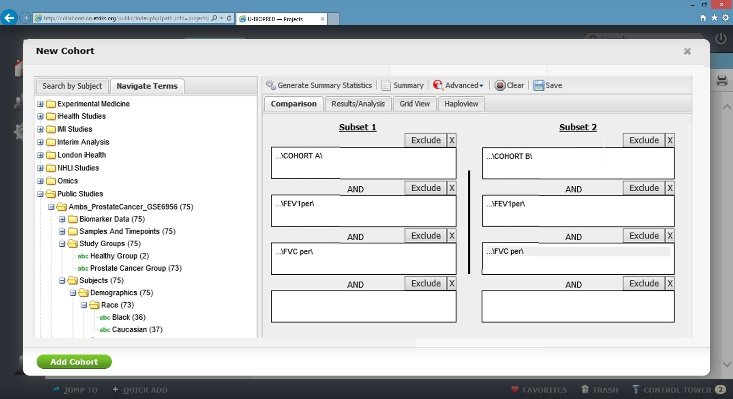 http://collaboration.etriks.org/public/index.php?path_info=projects
U-BIOPRED — Projects
New Cohort
Search by Subject
Navigate Terms
Generate Summary Statistics
Summary
Advanced
Clear
Save
Comparison
Results/Analysis
Grid View
Haploview
Experimental Medicine
iHealth Studies
IMI Studies
Interim Analysis
London iHealth
NHLI Studies
Omics
Public Studies
Ambs_ProstateCancer_GSE6956 (75)
Biomarker Data (75)
Samples And Timepoints (75)
Study Groups (75)
abc Healthy Group (2)
abc Prostate Cancer Group (73)
Subjects (75)
Demographics (75)
Race (73)
abc Black (36)
abc Caucasian (37)
Subset 1
Exclude X
...\COHORT A\
AND Exclude X
...\FEV1per\
AND Exclude X
...\FVC per\
AND Exclude X
Subset 2
Exclude X
...\COHORT B\
AND Exclude X
...\FEV1per\
AND Exclude X
...\FVC per\
AND Exclude X
Add Cohort
JUMP TO
+ QUICK ADD
FAVORITES
TRASH
CONTROL TOWER 2